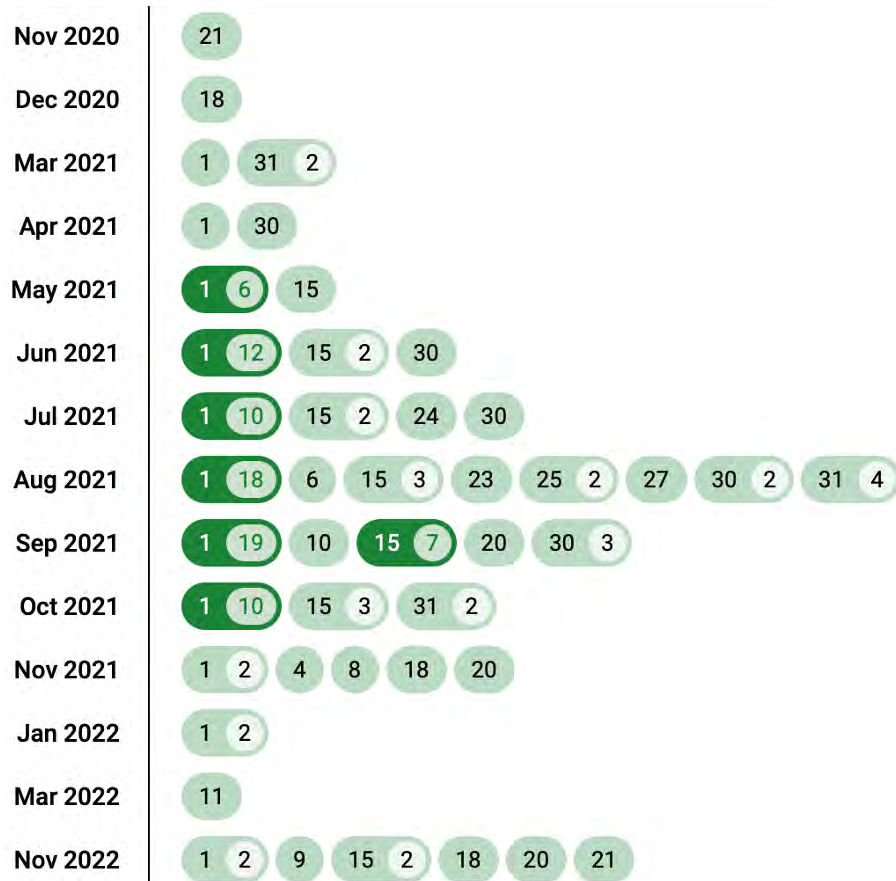 Nov 2020 21
Dec 2020 18
Mar 2021 1 31 2
Apr 2021 1 30
May 2021 1 6 15
Jun 2021 1 12 15 2 30
Jul 2021 1 10 15 2 24 30
Aug 2021 1 18 6 15 3 23 25 2 27 30 2 31 4
Sep 2021 1 19 10 15 7 20 30 3
Oct 2021 1 10 15 3 31 2
Nov 2021 1 2 4 8 18 20
Jan 2022 1 2
Mar 2022 11
Nov 2022 1 2 9 15 2 18 20 21